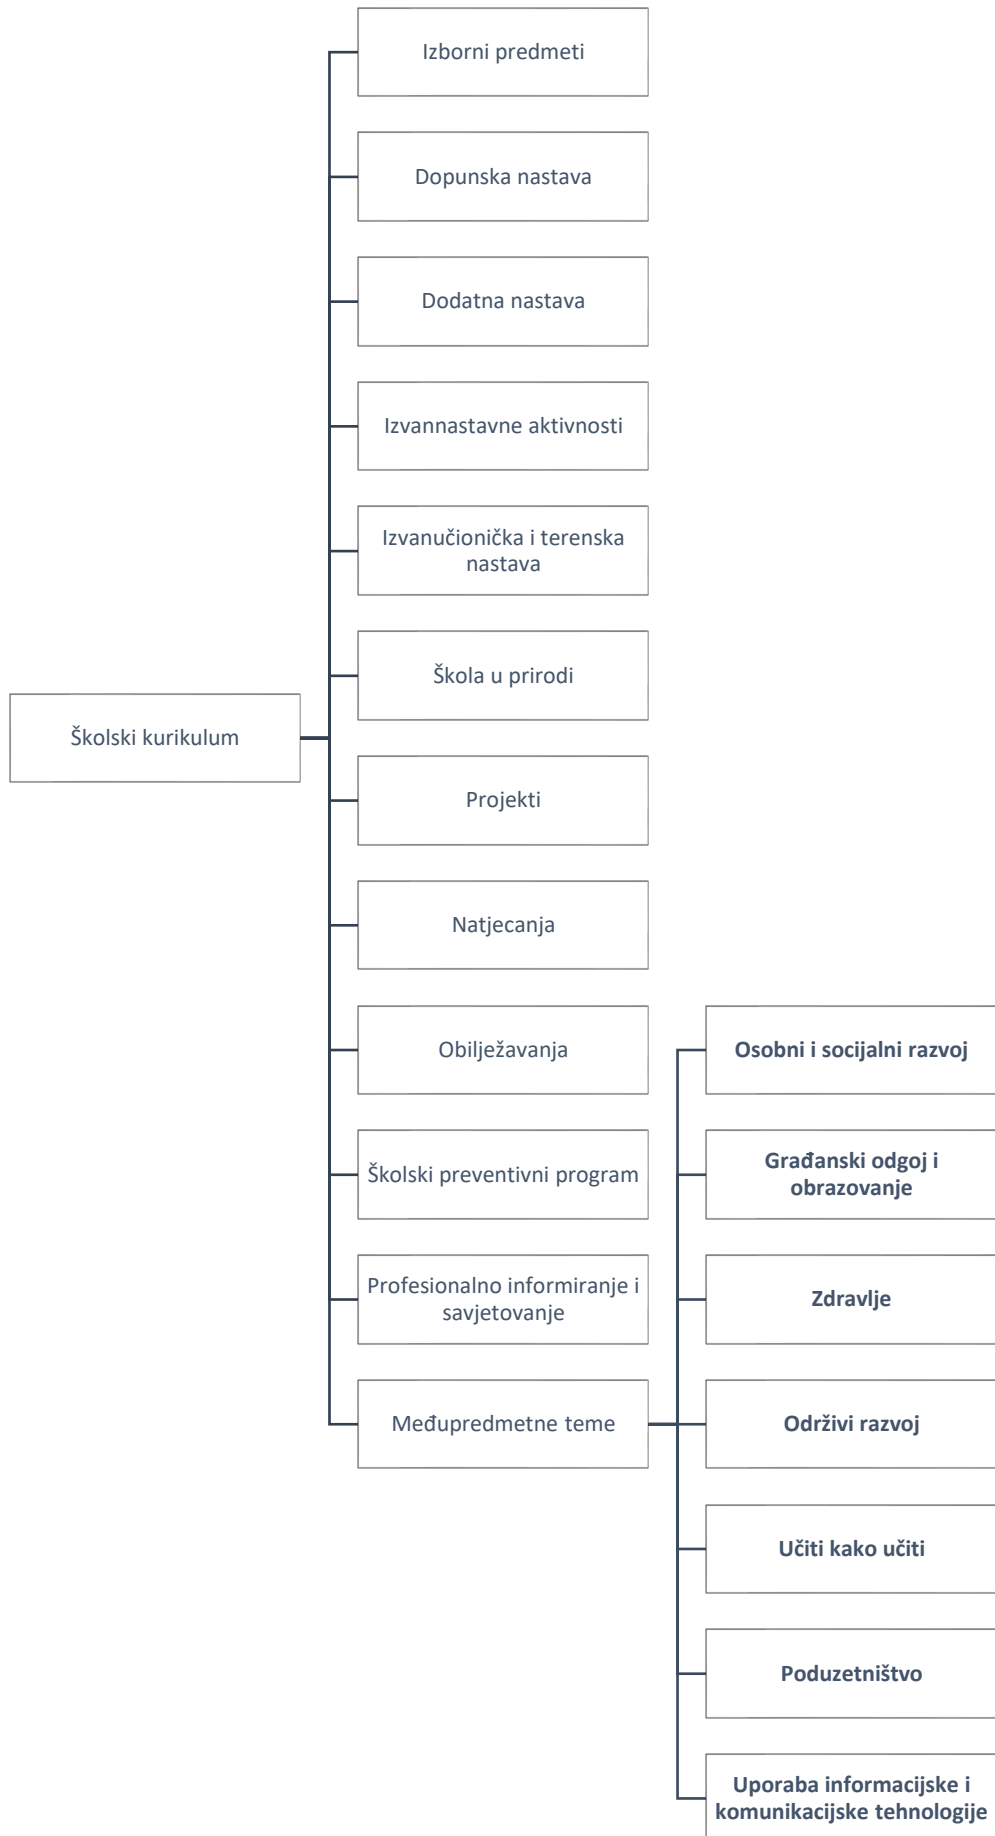 Izborni predmeti
Dopunska nastava
Dodatna nastava
Izvannastavne aktivnosti
Izvanučionička i terenska
nastava
Škola u prirodi
Školski kurikulum
Projekti
Natjecanja
Obilježavanja
Školski preventivni program
Profesionalno informiranje i
savjetovanje
Međupredmetne teme
Osobni i socijalni razvoj
Građanski odgoj i
obrazovanje
Zdravlje
Održivi razvoj
Učiti kako učiti
Poduzetništvo
Uporaba informacijske i
komunikacijske tehnologije